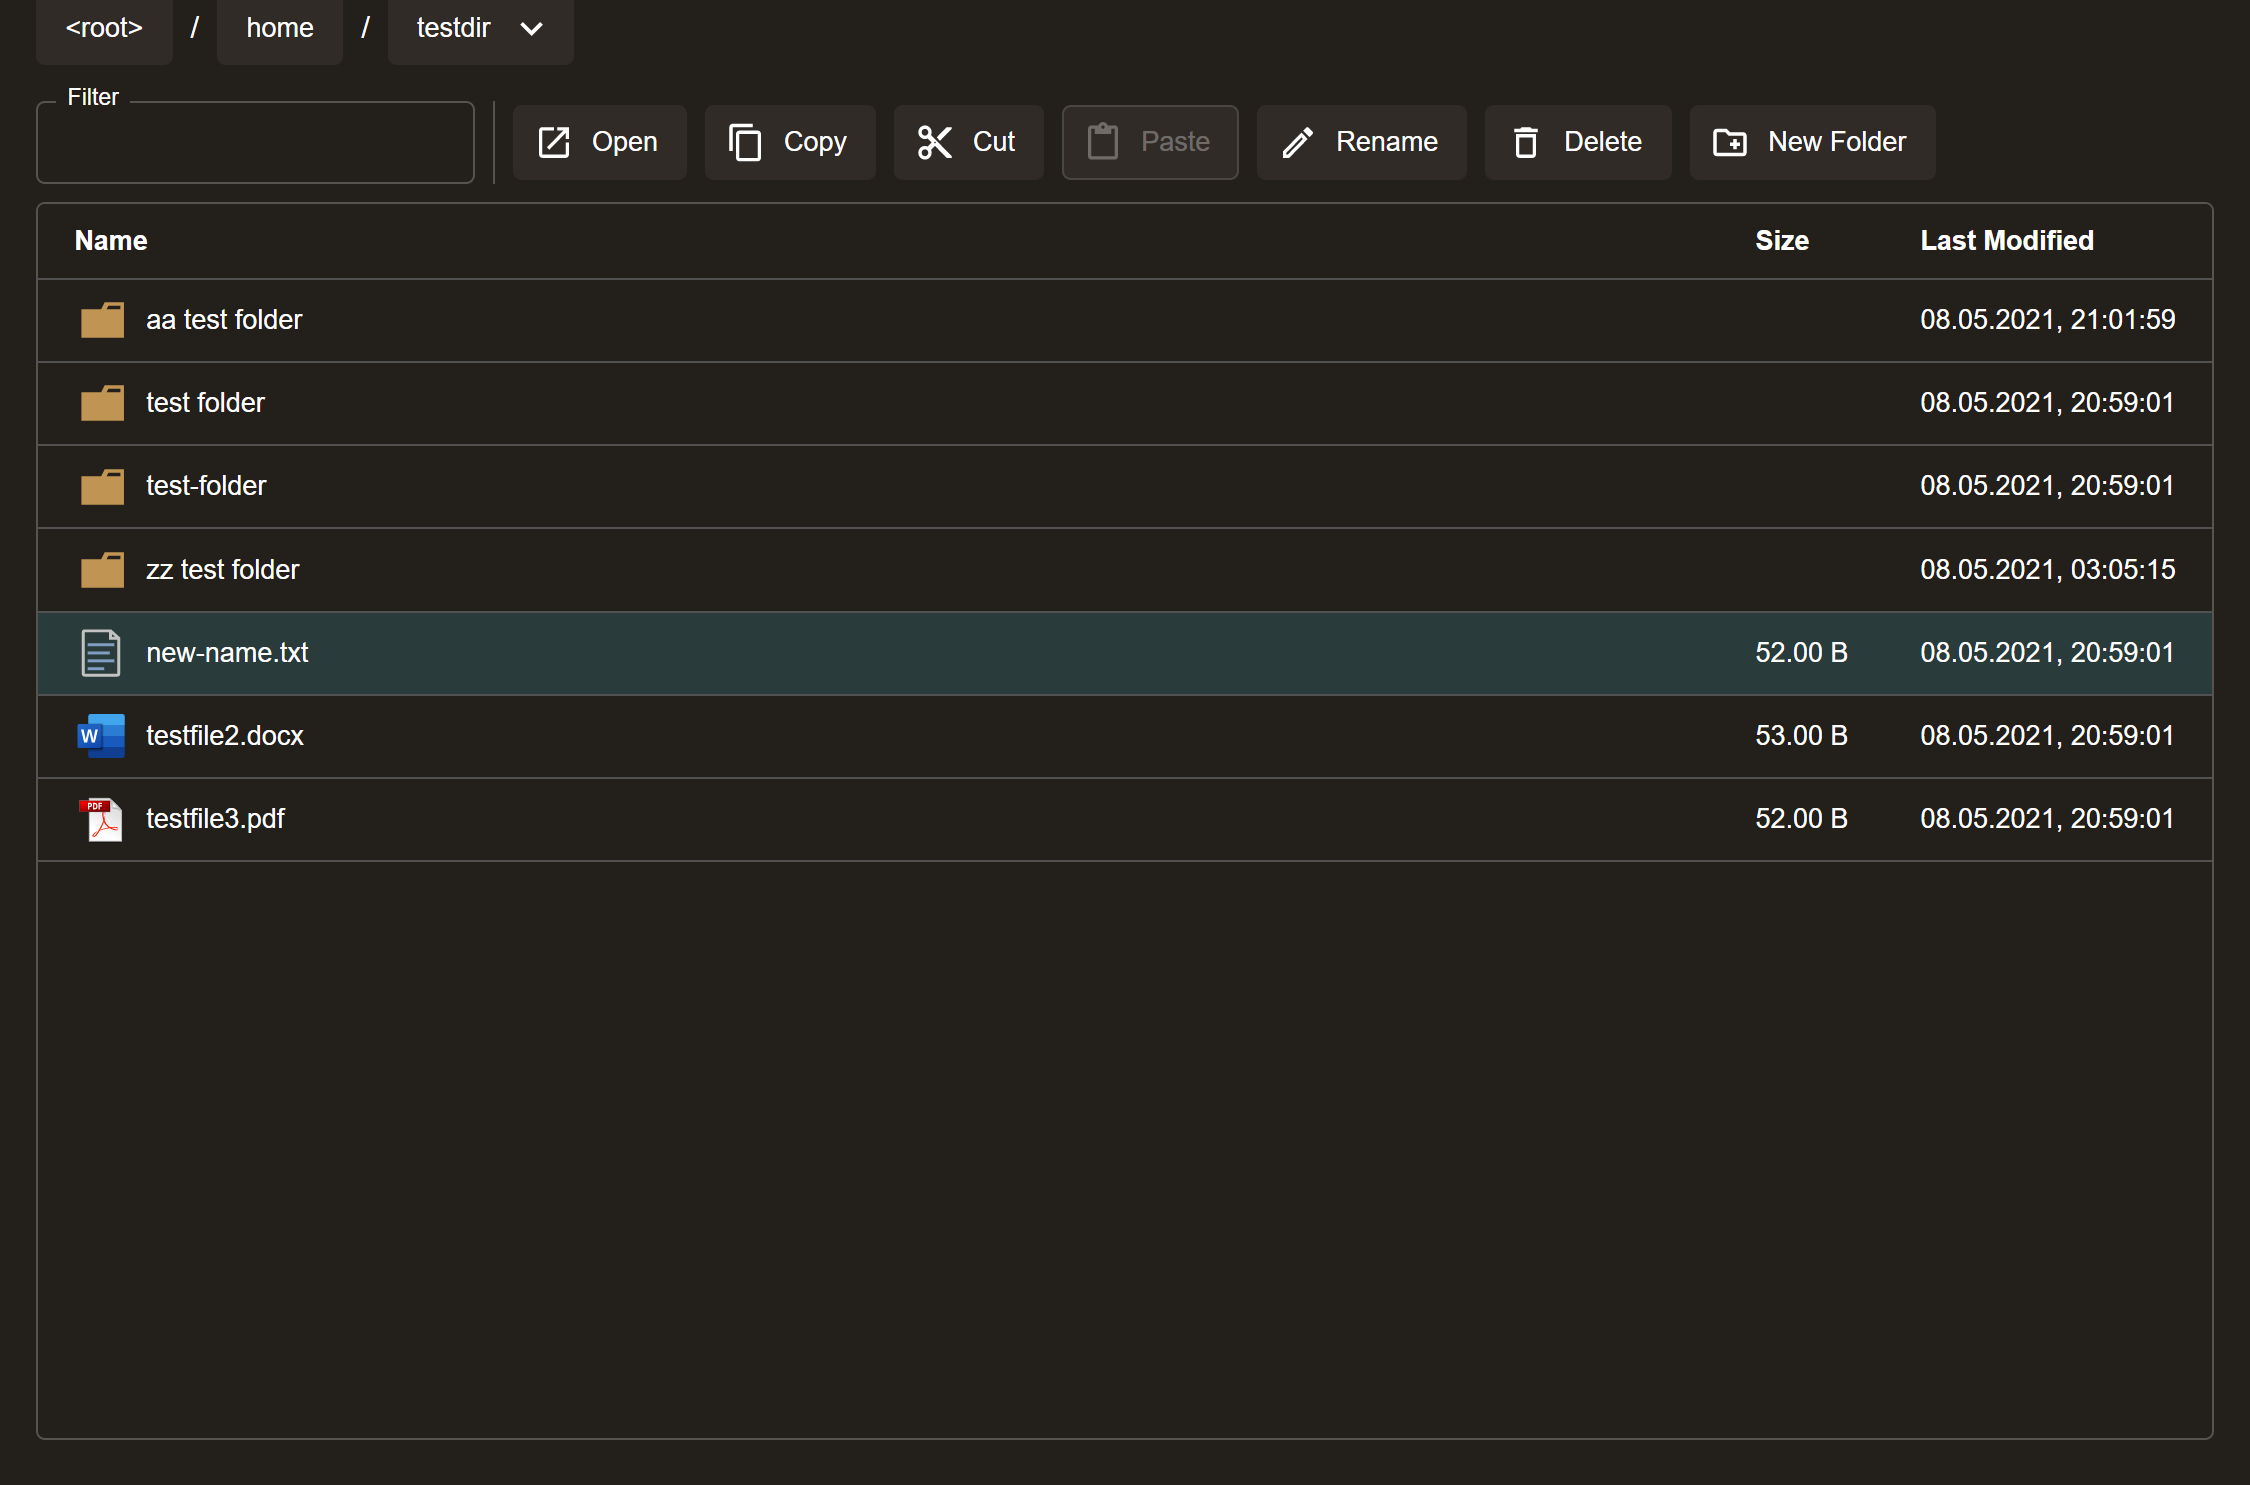 <root> / home / testdir
Filter
Open Copy Cut Paste Rename Delete New Folder
Name Size Last Modified
aa test folder 08.05.2021, 21:01:59
test folder 08.05.2021, 20:59:01
test-folder 08.05.2021, 20:59:01
zz test folder 08.05.2021, 03:05:15
new-name.txt 52.00 B 08.05.2021, 20:59:01
W testfile2.docx 53.00 B 08.05.2021, 20:59:01
PDF testfile3.pdf 52.00 B 08.05.2021, 20:59:01